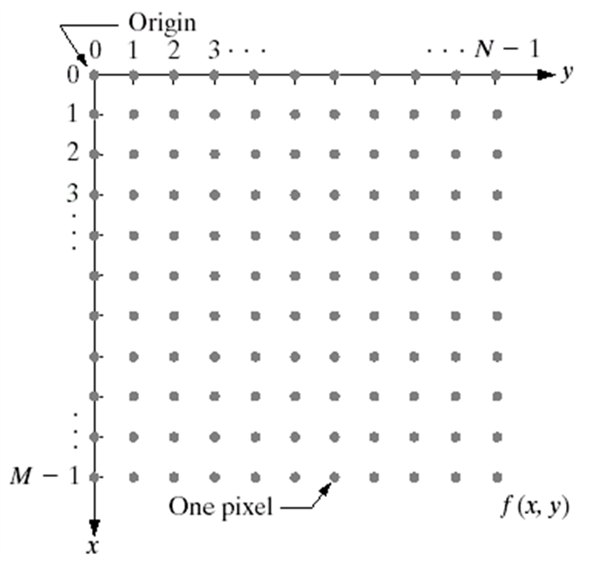 Origin
0 1 2 3 · · · · · · N − 1
0 y
1
2
3
·
·
·
·
·
·
M − 1
One pixel f(x, y)
x